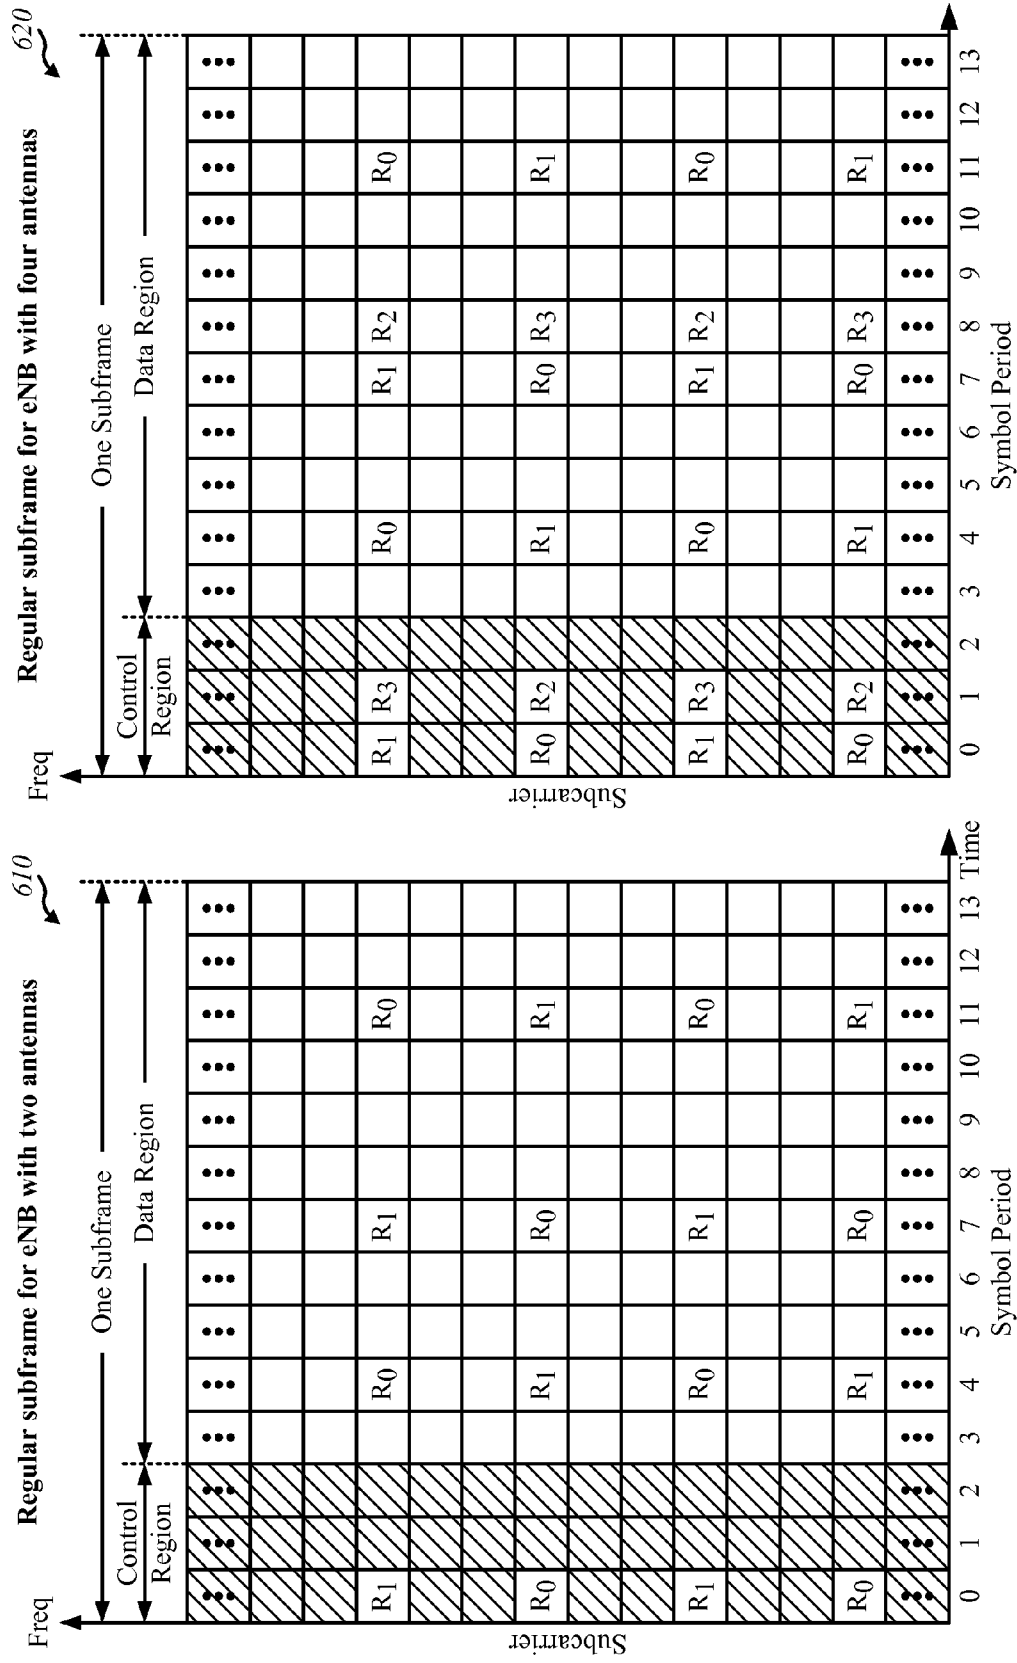 Regular subframe for eNB with two antennas
610
Freq
One Subframe
Control
Region
Data Region
Subcarrier
R1 R0 R1 R0
R0 R1 R0 R1
R1 R0 R1 R0
R0 R1 R0 R1
0 1 2 3 4 5 6 7 8 9 10 11 12 13
Time
Symbol Period
Regular subframe for eNB with four antennas
620
Freq
One Subframe
Control
Region
Data Region
Subcarrier
R1 R3 R0 R1 R2 R0
R0 R2 R1 R0 R3 R1
R1 R3 R0 R1 R2 R0
R0 R2 R1 R0 R3 R1
0 1 2 3 4 5 6 7 8 9 10 11 12 13
Symbol Period